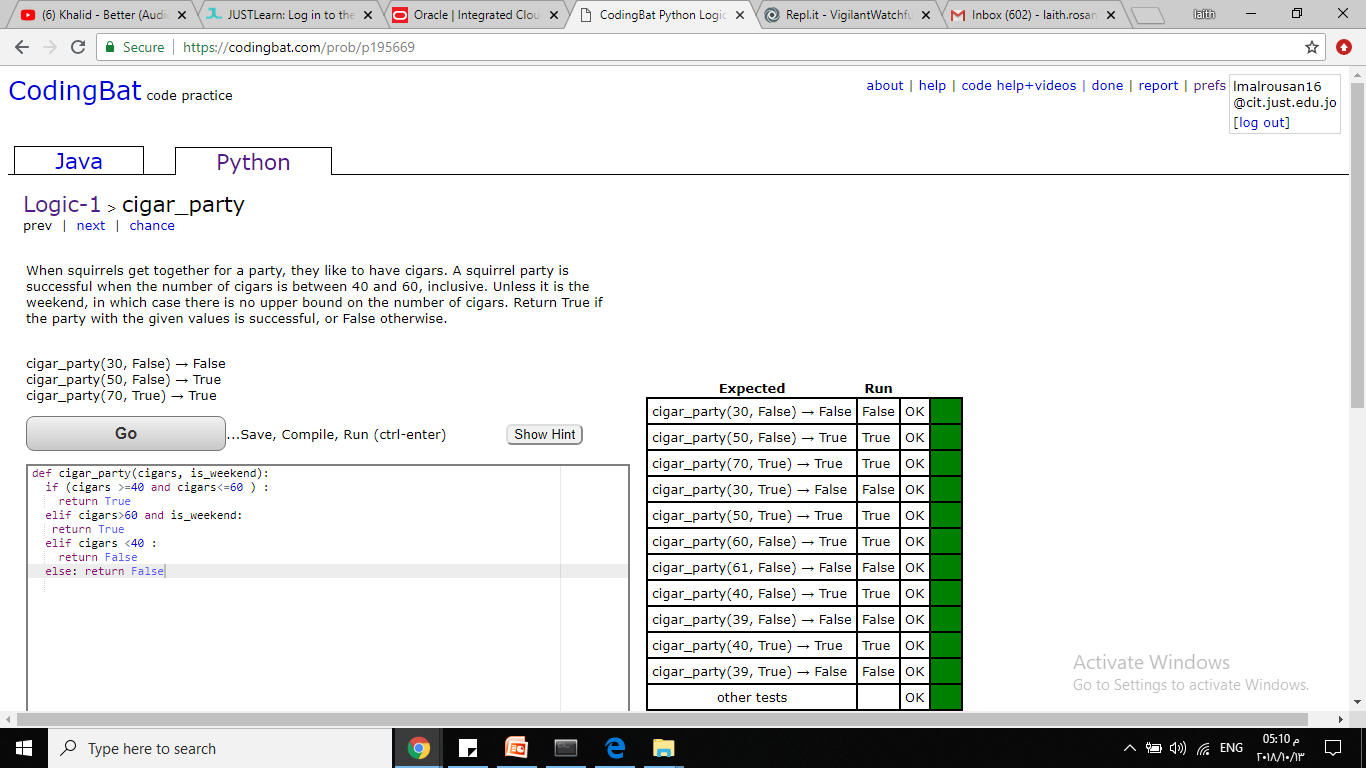 (6) Khalid - Better (Audi
JUSTLearn: Log in to the
Oracle | Integrated Clou
CodingBat Python Logic
Repl.it - VigilantWatchfu
Inbox (602) - laith.rosan
laith
Secure | https://codingbat.com/prob/p195669
CodingBat code practice
about | help | code help+videos | done | report | prefs
lmalrousan16
@cit.just.edu.jo
[log out]
Java
Python
Logic-1 > cigar_party
prev | next | chance
When squirrels get together for a party, they like to have cigars. A squirrel party is
successful when the number of cigars is between 40 and 60, inclusive. Unless it is the
weekend, in which case there is no upper bound on the number of cigars. Return True if
the party with the given values is successful, or False otherwise.
cigar_party(30, False) → False
cigar_party(50, False) → True
cigar_party(70, True) → True
Go ...Save, Compile, Run (ctrl-enter) Show Hint
def cigar_party(cigars, is_weekend):
if (cigars >=40 and cigars<=60 ) :
return True
elif cigars>60 and is_weekend:
return True
elif cigars <40 :
return False
else: return False
Expected Run
cigar_party(30, False) → False False OK
cigar_party(50, False) → True True OK
cigar_party(70, True) → True True OK
cigar_party(30, True) → False False OK
cigar_party(50, True) → True True OK
cigar_party(60, False) → True True OK
cigar_party(61, False) → False False OK
cigar_party(40, False) → True True OK
cigar_party(39, False) → False False OK
cigar_party(40, True) → True True OK
cigar_party(39, True) → False False OK
other tests OK
Activate Windows
Go to Settings to activate Windows.
Type here to search
ENG
05:10 م
٢٠١٨/١٠/١٣